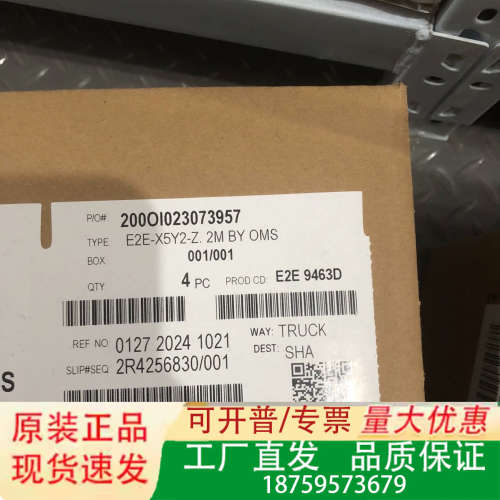 P/O# 200OI023073957
TYPE E2E-X5Y2-Z. 2M BY OMS
BOX 001/001
QTY 4 PC PROD CD: E2E 9463D
REF NO 0127 2024 1021 WAY: TRUCK
SLIP#SEQ 2R4256830/001 DEST: SHA
S
原装正品 可开普/专票 量大优惠
现货速发 工厂直发 品质保证
18759573679